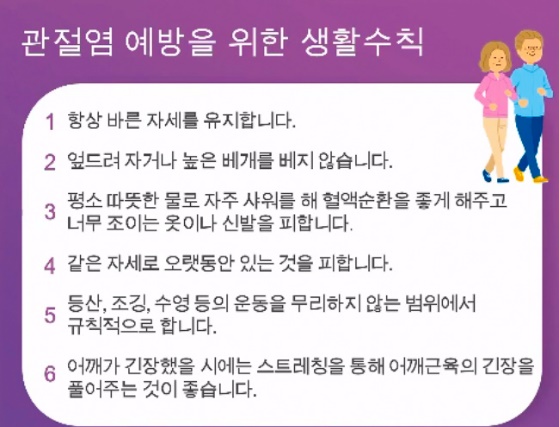 관절염 예방을 위한 생활수칙
1 항상 바른 자세를 유지합니다.
2 엎드려 자거나 높은 베개를 베지 않습니다.
3 평소 따뜻한 물로 자주 샤워를 해 혈액순환을 좋게 해주고
너무 조이는 옷이나 신발을 피합니다.
4 같은 자세로 오랫동안 있는 것을 피합니다.
5 등산, 조깅, 수영 등의 운동을 무리하지 않는 범위에서
규칙적으로 합니다.
6 어깨가 긴장했을 시에는 스트레칭을 통해 어깨근육의 긴장을
풀어주는 것이 좋습니다.